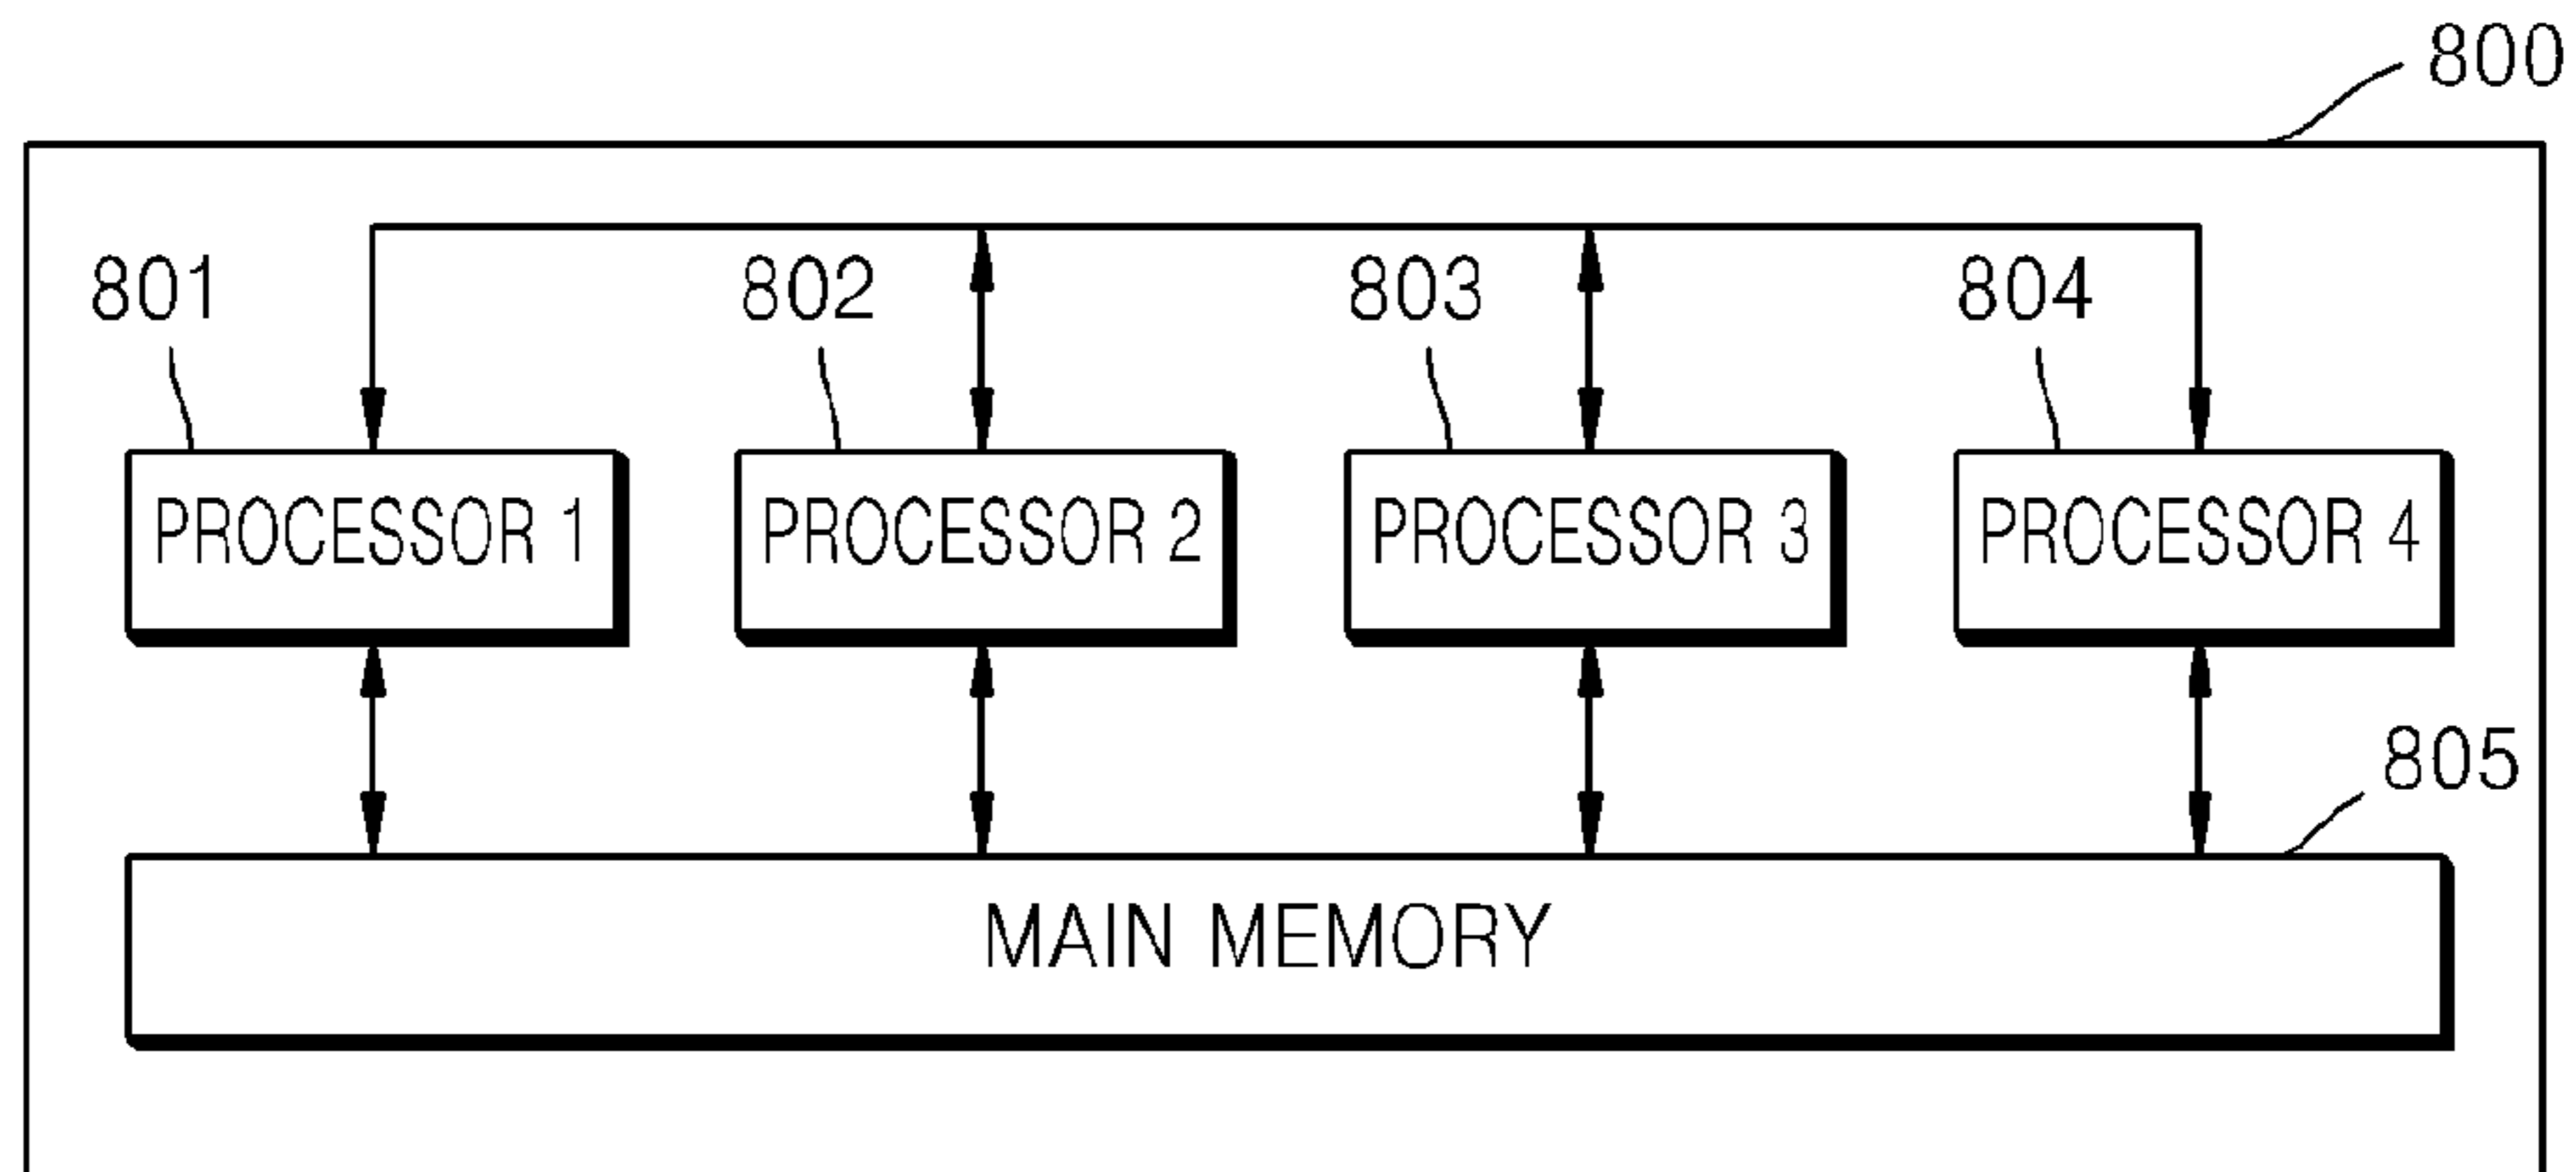 800
801
802
803
804
PROCESSOR 1
PROCESSOR 2
PROCESSOR 3
PROCESSOR 4
805
MAIN MEMORY